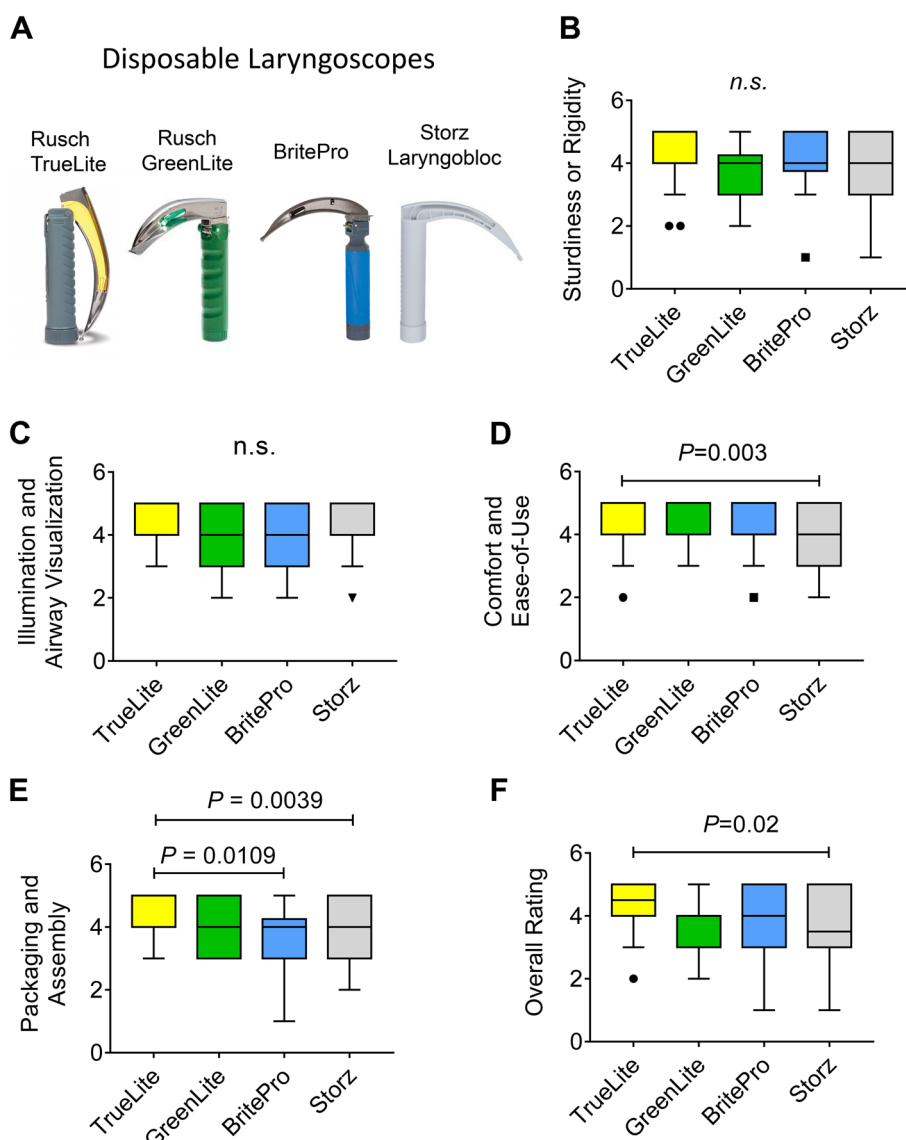 A
Disposable Laryngoscopes
Rusch
TrueLite
Rusch
GreenLite
BritePro
Storz
Laryngobloc
B
n.s.
Sturdiness or Rigidity
6
4
2
0
TrueLite
GreenLite
BritePro
Storz
C
n.s.
Illumination and
Airway Visualization
6
4
2
0
TrueLite
GreenLite
BritePro
Storz
D
P=0.003
Comfort and
Ease-of-Use
6
4
2
0
TrueLite
GreenLite
BritePro
Storz
E
P = 0.0039
P = 0.0109
Packaging and
Assembly
6
4
2
0
TrueLite
GreenLite
BritePro
Storz
F
P=0.02
Overall Rating
6
4
2
0
TrueLite
GreenLite
BritePro
Storz